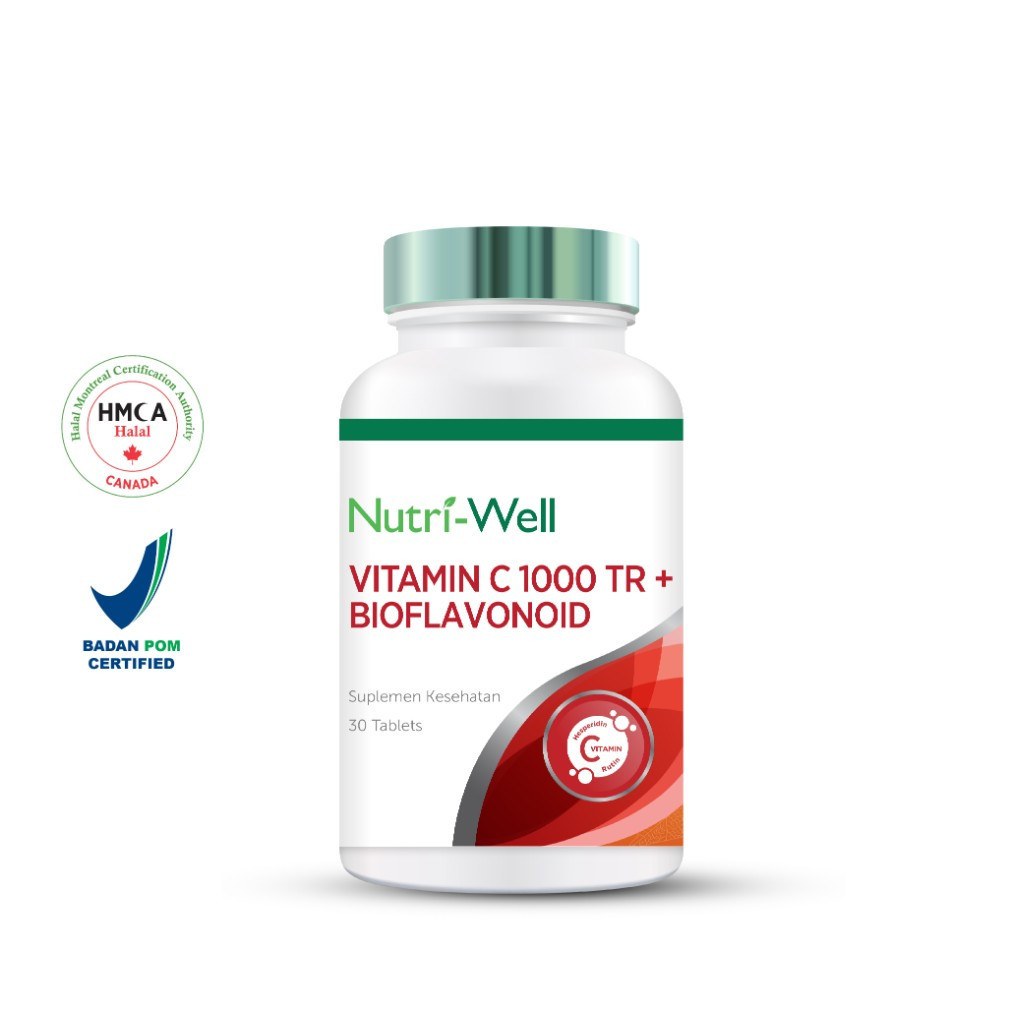 Halal Montreal Certification Authority
HMCA
Halal
CANADA
BADAN POM
CERTIFIED
Nutri-Well
VITAMIN C 1000 TR +
BIOFLAVONOID
Suplemen Kesehatan
30 Tablets
Hesperidin
C VITAMIN
Rutin